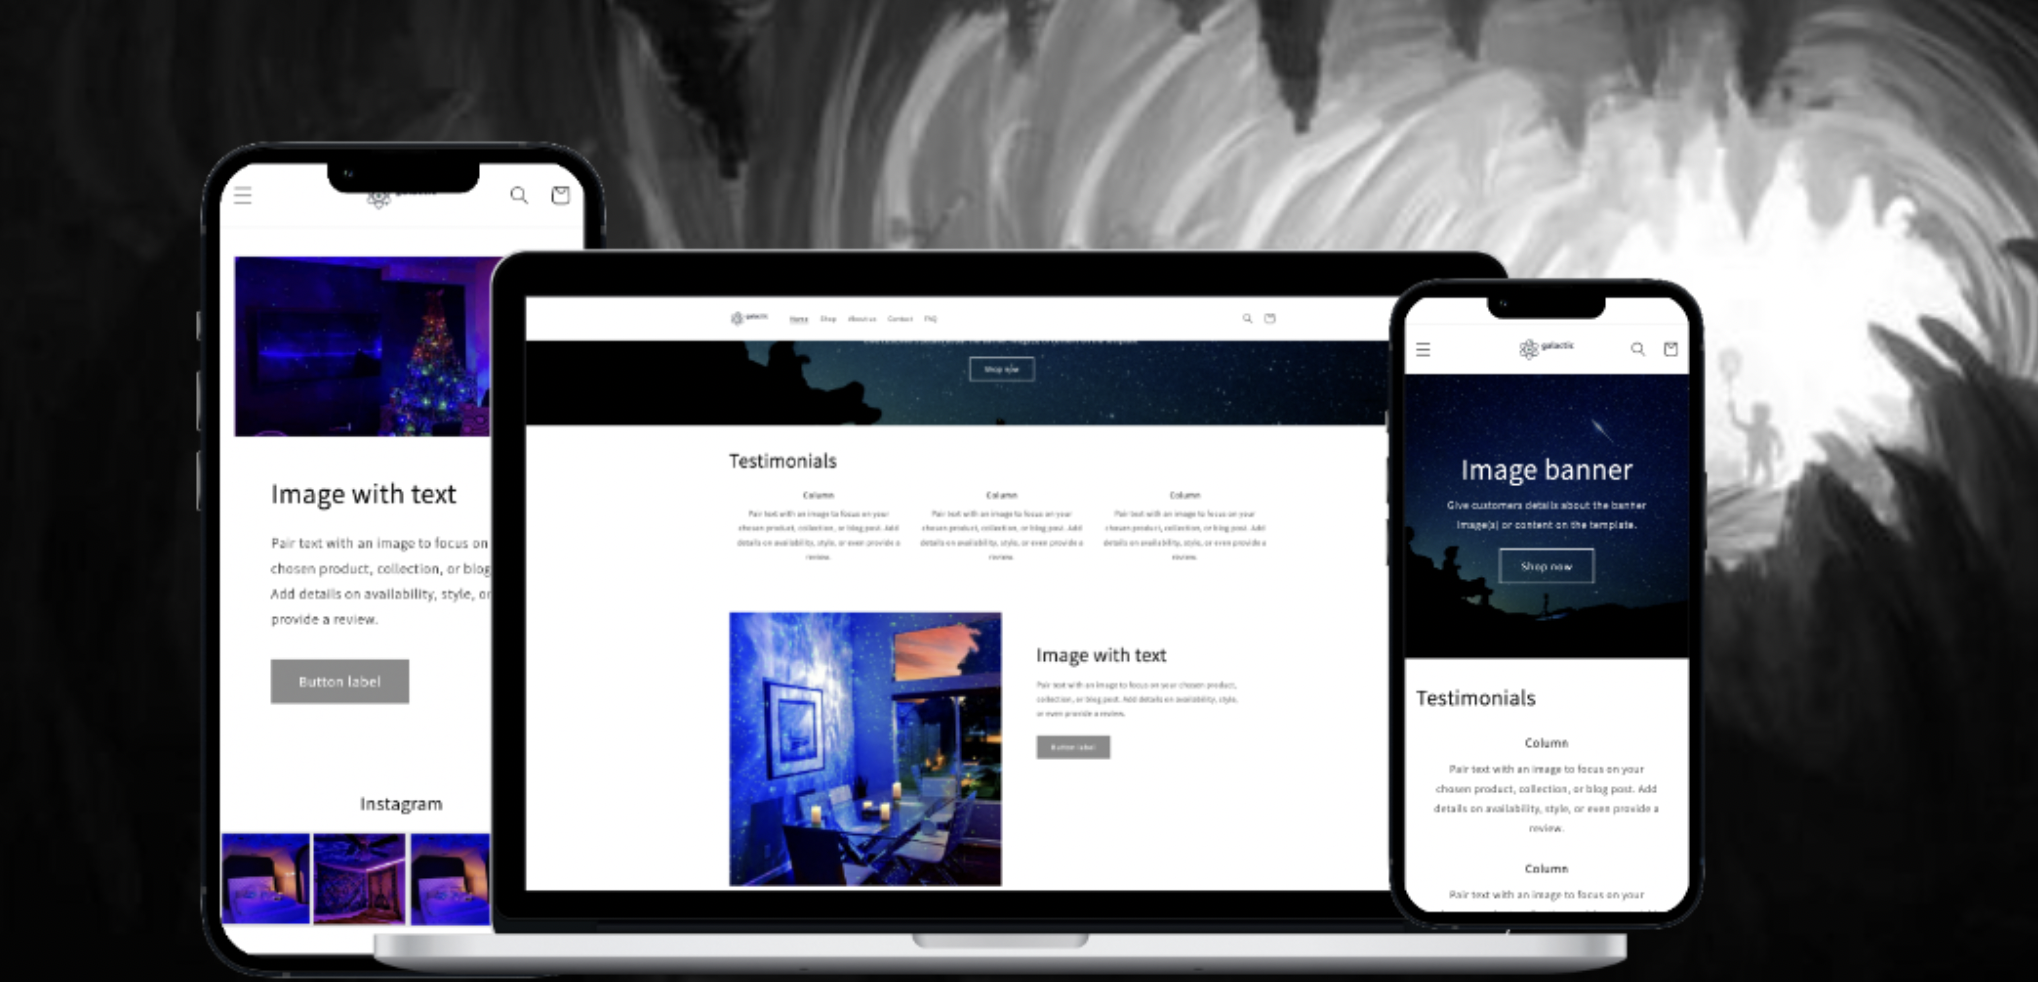 galactic
Image with text
Pair text with an image to focus on
chosen product, collection, or blog
Add details on availability, style, or
provide a review.
Button label
Instagram
galactic
Home Shop About us Contact FAQ
Shop now
Testimonials
Column
Pair text with an image to focus on your
chosen product, collection, or blog post. Add
details on availability, style, or even provide a
review.
Column
Pair text with an image to focus on your
chosen product, collection, or blog post. Add
details on availability, style, or even provide a
review.
Column
Pair text with an image to focus on your
chosen product, collection, or blog post. Add
details on availability, style, or even provide a
review.
Image with text
Pair text with an image to focus on your chosen product,
collection, or blog post. Add details on availability, style,
or even provide a review.
Button label
galactic
Image banner
Give customers details about the banner
image(s) or content on the template.
Shop now
Testimonials
Column
Pair text with an image to focus on your
chosen product, collection, or blog post. Add
details on availability, style, or even provide a
review.
Column
Pair text with an image to focus on your